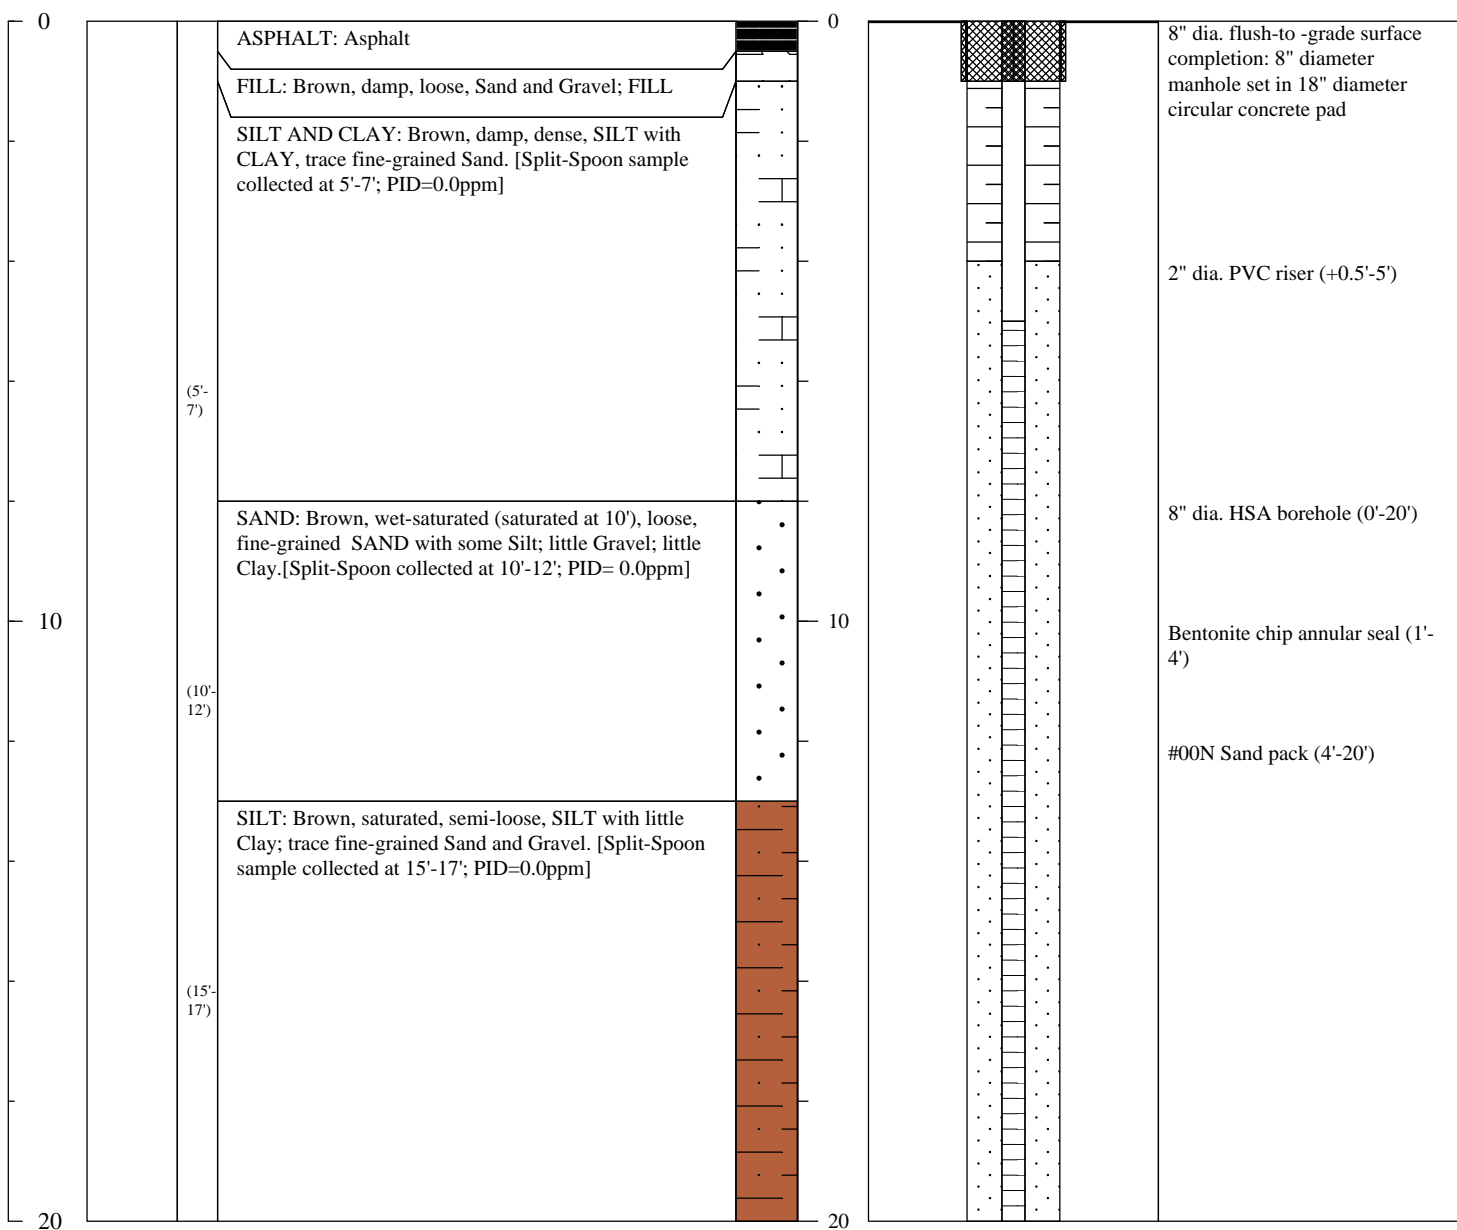 0
ASPHALT: Asphalt
FILL: Brown, damp, loose, Sand and Gravel; FILL
SILT AND CLAY: Brown, damp, dense, SILT with
CLAY, trace fine-grained Sand. [Split-Spoon sample
collected at 5'-7'; PID=0.0ppm]
(5'-
7')
SAND: Brown, wet-saturated (saturated at 10'), loose,
fine-grained  SAND with some Silt; little Gravel; little
Clay.[Split-Spoon collected at 10'-12'; PID= 0.0ppm]
10
(10'-
12')
SILT: Brown, saturated, semi-loose, SILT with little
Clay; trace fine-grained Sand and Gravel. [Split-Spoon
sample collected at 15'-17'; PID=0.0ppm]
(15'-
17')
20
0
8" dia. flush-to -grade surface
completion: 8" diameter
manhole set in 18" diameter
circular concrete pad
2" dia. PVC riser (+0.5'-5')
8" dia. HSA borehole (0'-20')
10
Bentonite chip annular seal (1'-
4')
#00N Sand pack (4'-20')
20